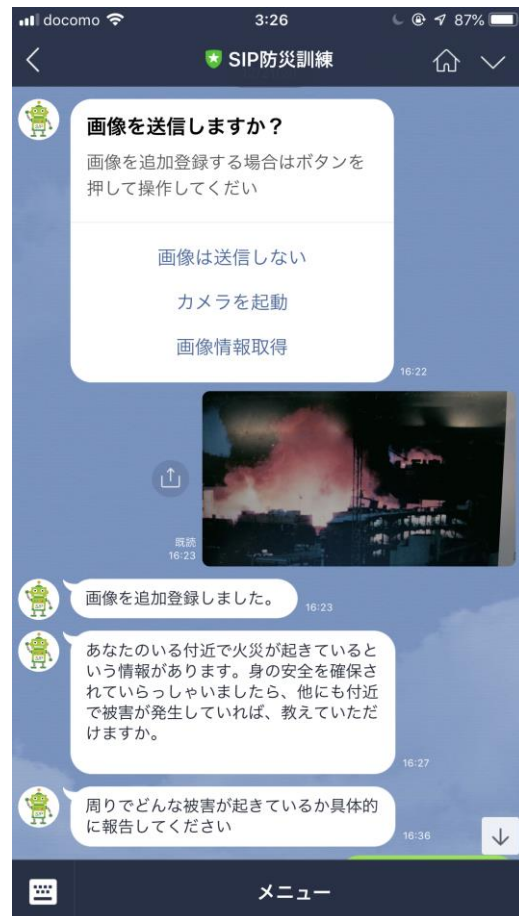 docomo
3:26
87%
SIP防災訓練
画像を送信しますか？
画像を追加登録する場合はボタンを
押して操作してくだい
画像は送信しない
カメラを起動
画像情報取得
16:22
既読
16:23
画像を追加登録しました。
16:23
あなたのいる付近で火災が起きていると
いう情報があります。身の安全を確保さ
れていらっしゃいましたら、他にも付近
で被害が発生していれば、教えていただ
けますか。
16:27
周りでどんな被害が起きているか具体的
に報告してください
16:36
メニュー